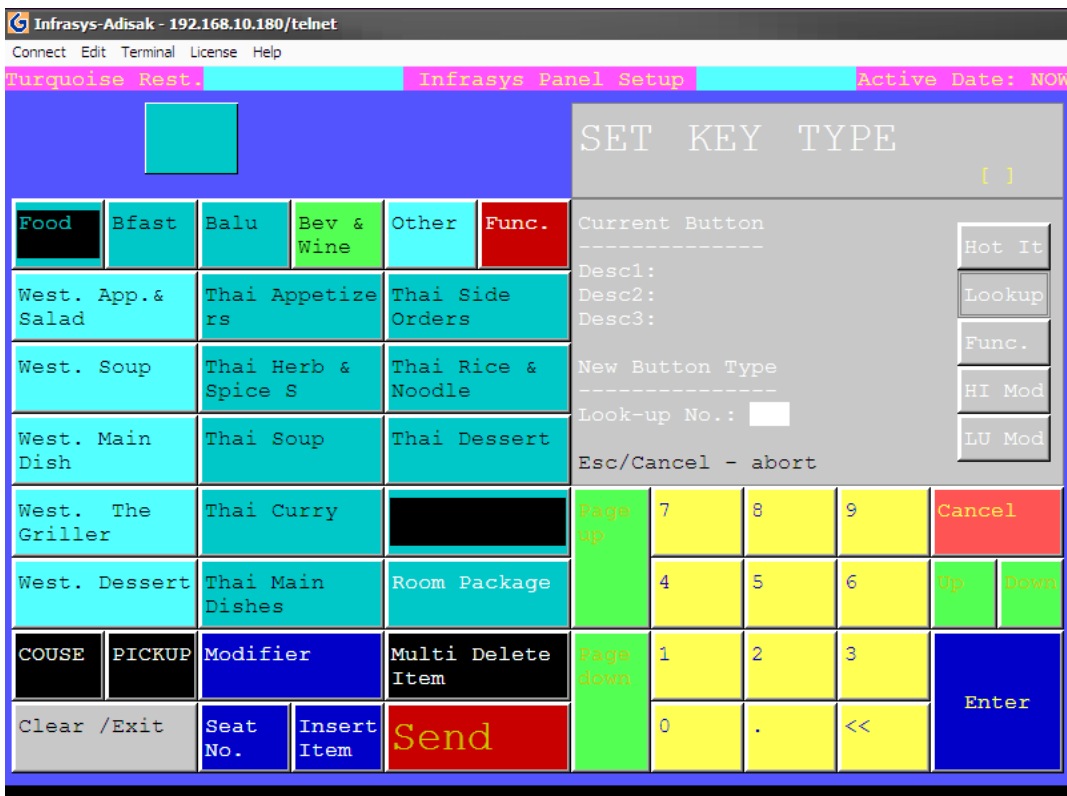 Infrasys-Adisak - 192.168.10.180/telnet
Connect Edit Terminal License Help
Turquoise Rest. Infrasys Panel Setup Active Date: NOW
SET KEY TYPE
[ ]
Food Bfast Balu Bev & Wine Other Func.
West. App.& Salad
Thai Appetize rs
Thai Side Orders
West. Soup
Thai Herb & Spice S
Thai Rice & Noodle
West. Main Dish
Thai Soup
Thai Dessert
West. The Griller
Thai Curry
West. Dessert
Thai Main Dishes
Room Package
COUSE PICKUP Modifier
Multi Delete Item
Clear /Exit
Seat No.
Insert Item
Send
Current Button
--------------
Desc1:
Desc2:
Desc3:
New Button Type
---------------
Look-up No.:
Esc/Cancel - abort
Hot It
Lookup
Func.
HI Mod
LU Mod
Page up
7 8 9 Cancel
4 5 6 Up Down
Page down
1 2 3
Enter
0 . <<